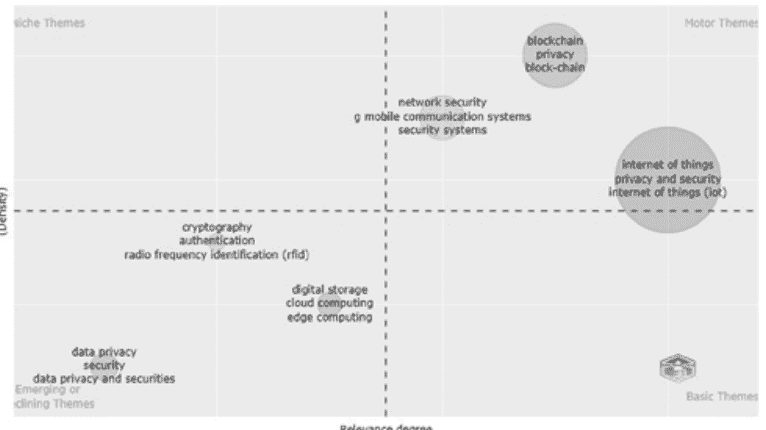 iche Themes
Motor Themes
blockchain
privacy
block-chain
network security
g mobile communication systems
security systems
internet of things
privacy and security
internet of things (iot)
(Density)
cryptography
authentication
radio frequency identification (rfid)
digital storage
cloud computing
edge computing
data privacy
security
data privacy and securities
Emerging or
clining Themes
Basic Themes
Relevance degree